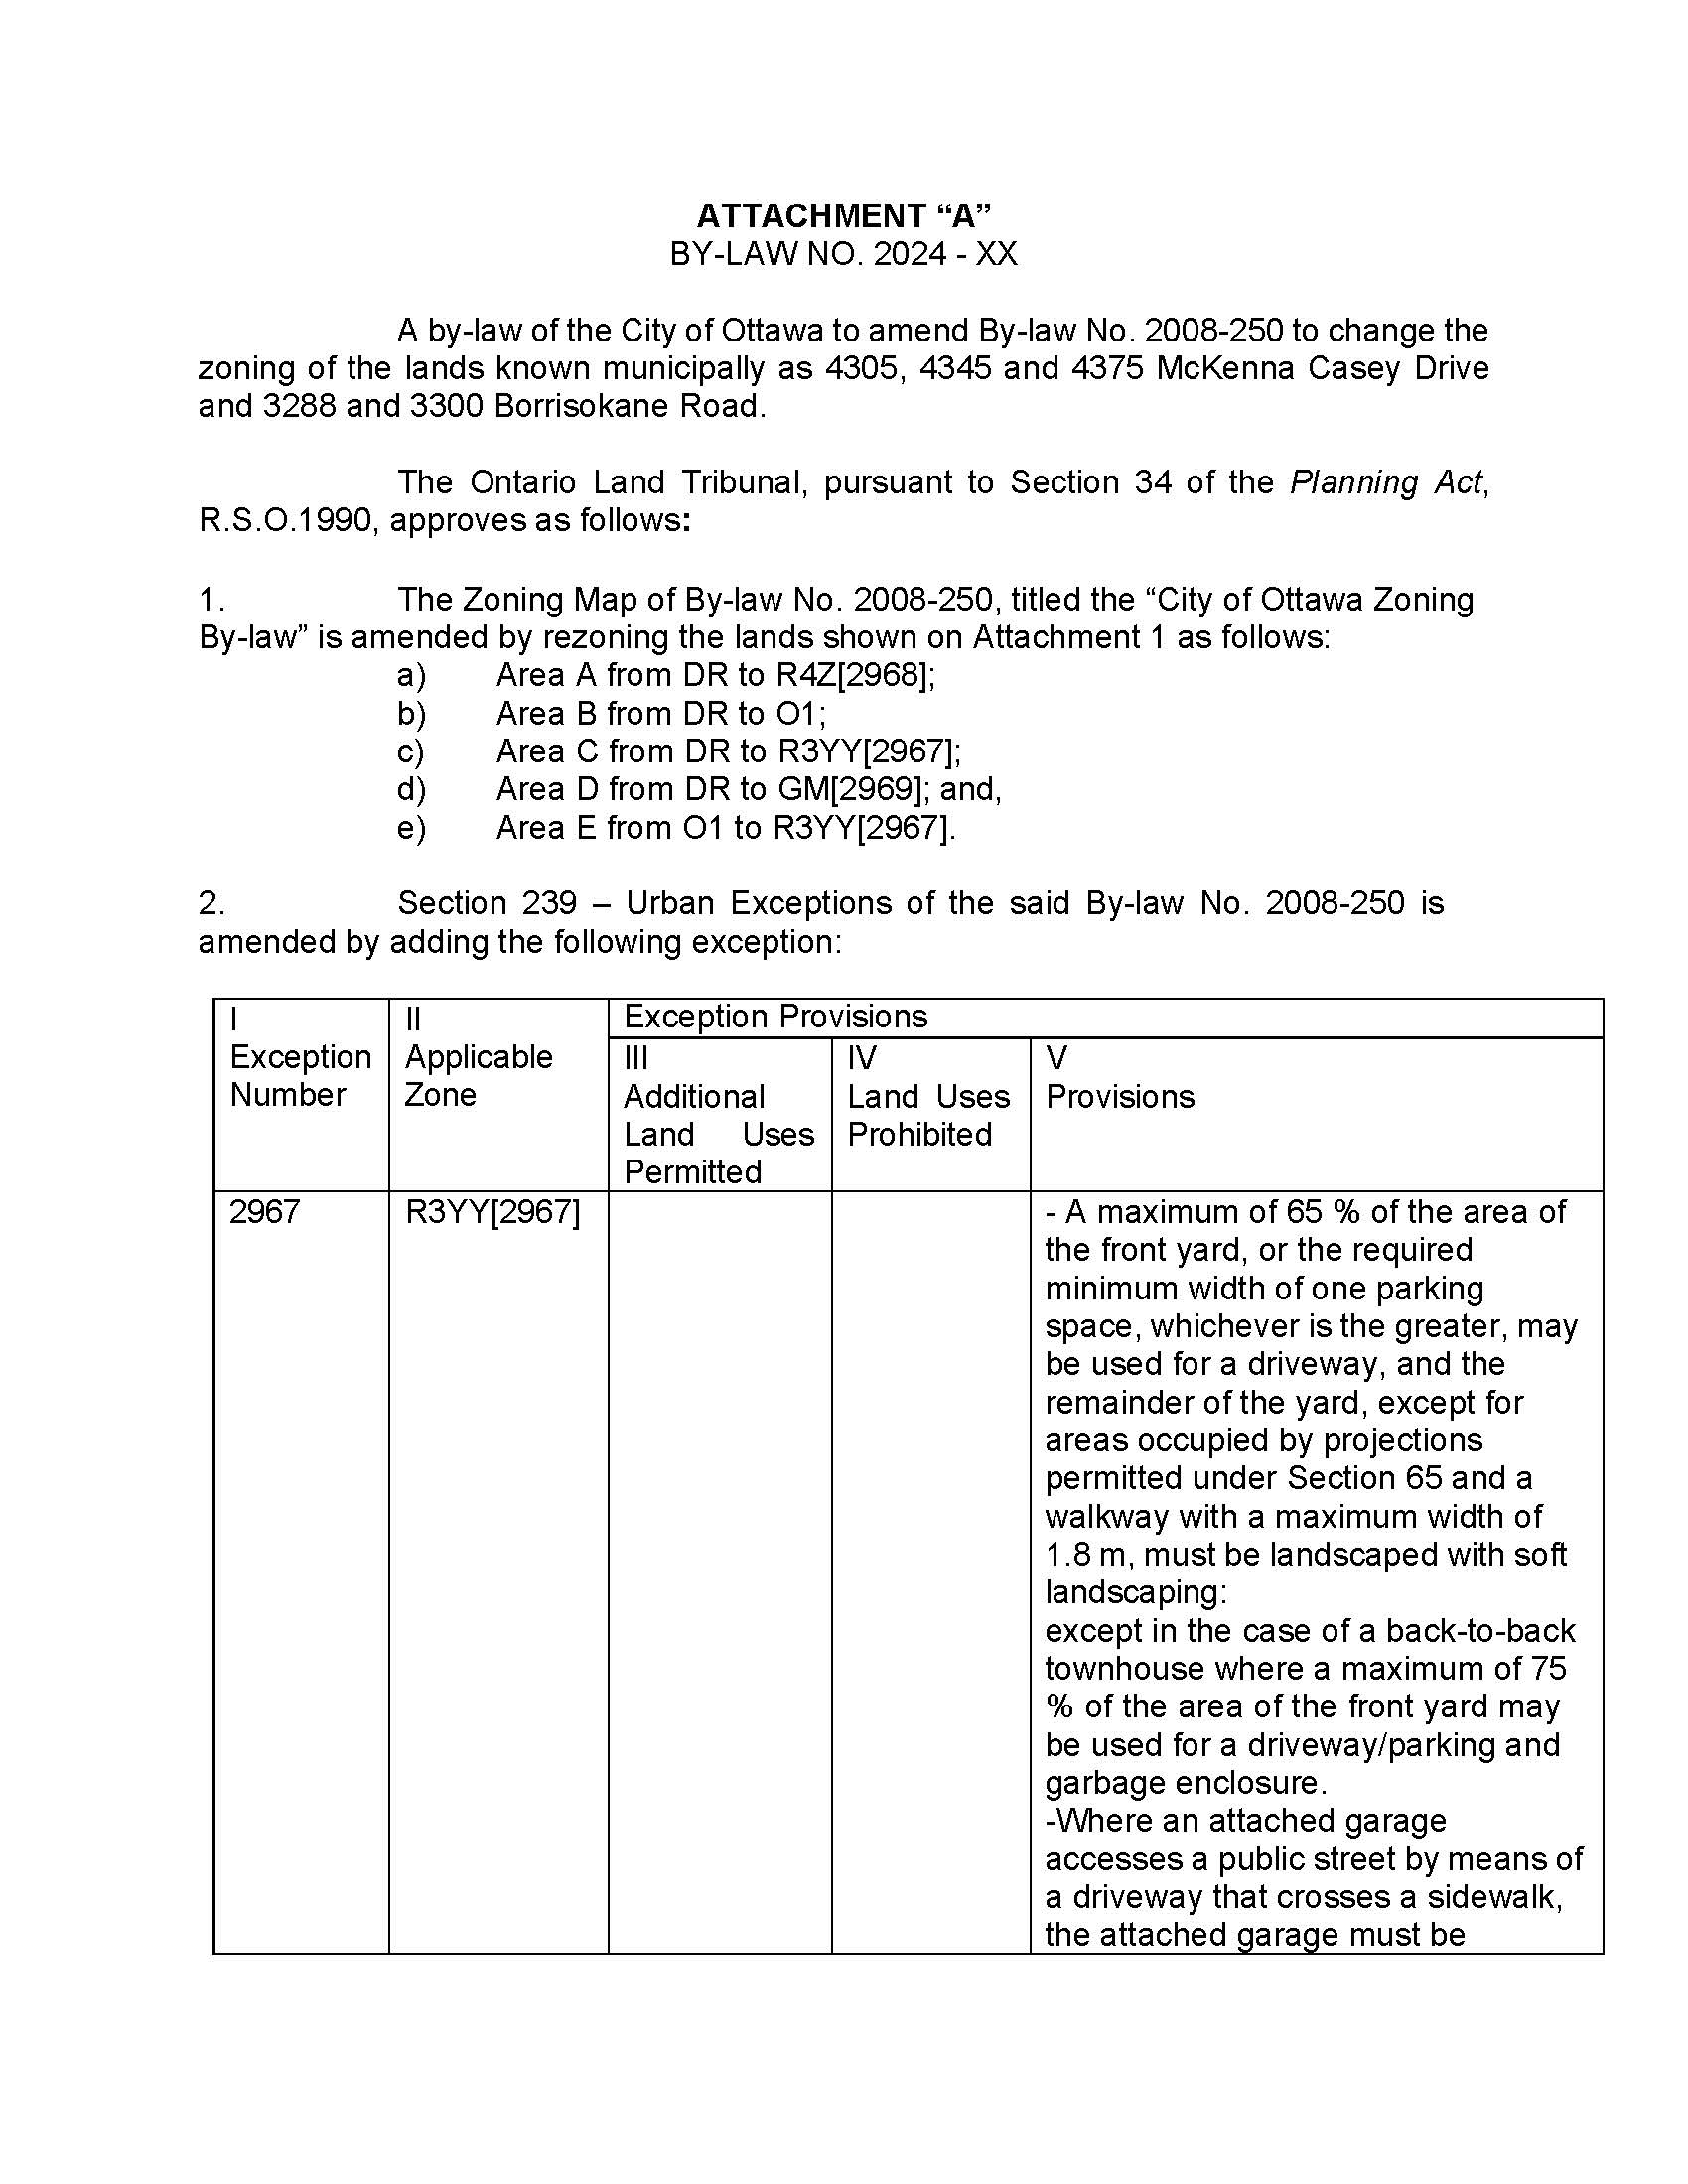 ATTACHMENT “A”
BY-LAW NO. 2024 - XX
A by-law of the City of Ottawa to amend By-law No. 2008-250 to change the
zoning of the lands known municipally as 4305, 4345 and 4375 McKenna Casey Drive
and 3288 and 3300 Borrisokane Road.
The Ontario Land Tribunal, pursuant to Section 34 of the Planning Act,
R.S.O.1990, approves as follows:
1. The Zoning Map of By-law No. 2008-250, titled the “City of Ottawa Zoning
By-law” is amended by rezoning the lands shown on Attachment 1 as follows:
a) Area A from DR to R4Z[2968];
b) Area B from DR to O1;
c) Area C from DR to R3YY[2967];
d) Area D from DR to GM[2969]; and,
e) Area E from O1 to R3YY[2967].
2. Section 239 – Urban Exceptions of the said By-law No. 2008-250 is
amended by adding the following exception:
I
Exception
Number
II
Applicable
Zone
Exception Provisions
III
Additional
Land Uses
Permitted
IV
Land Uses
Prohibited
V
Provisions
2967
R3YY[2967]
- A maximum of 65 % of the area of
the front yard, or the required
minimum width of one parking
space, whichever is the greater, may
be used for a driveway, and the
remainder of the yard, except for
areas occupied by projections
permitted under Section 65 and a
walkway with a maximum width of
1.8 m, must be landscaped with soft
landscaping:
except in the case of a back-to-back
townhouse where a maximum of 75
% of the area of the front yard may
be used for a driveway/parking and
garbage enclosure.
-Where an attached garage
accesses a public street by means of
a driveway that crosses a sidewalk,
the attached garage must be